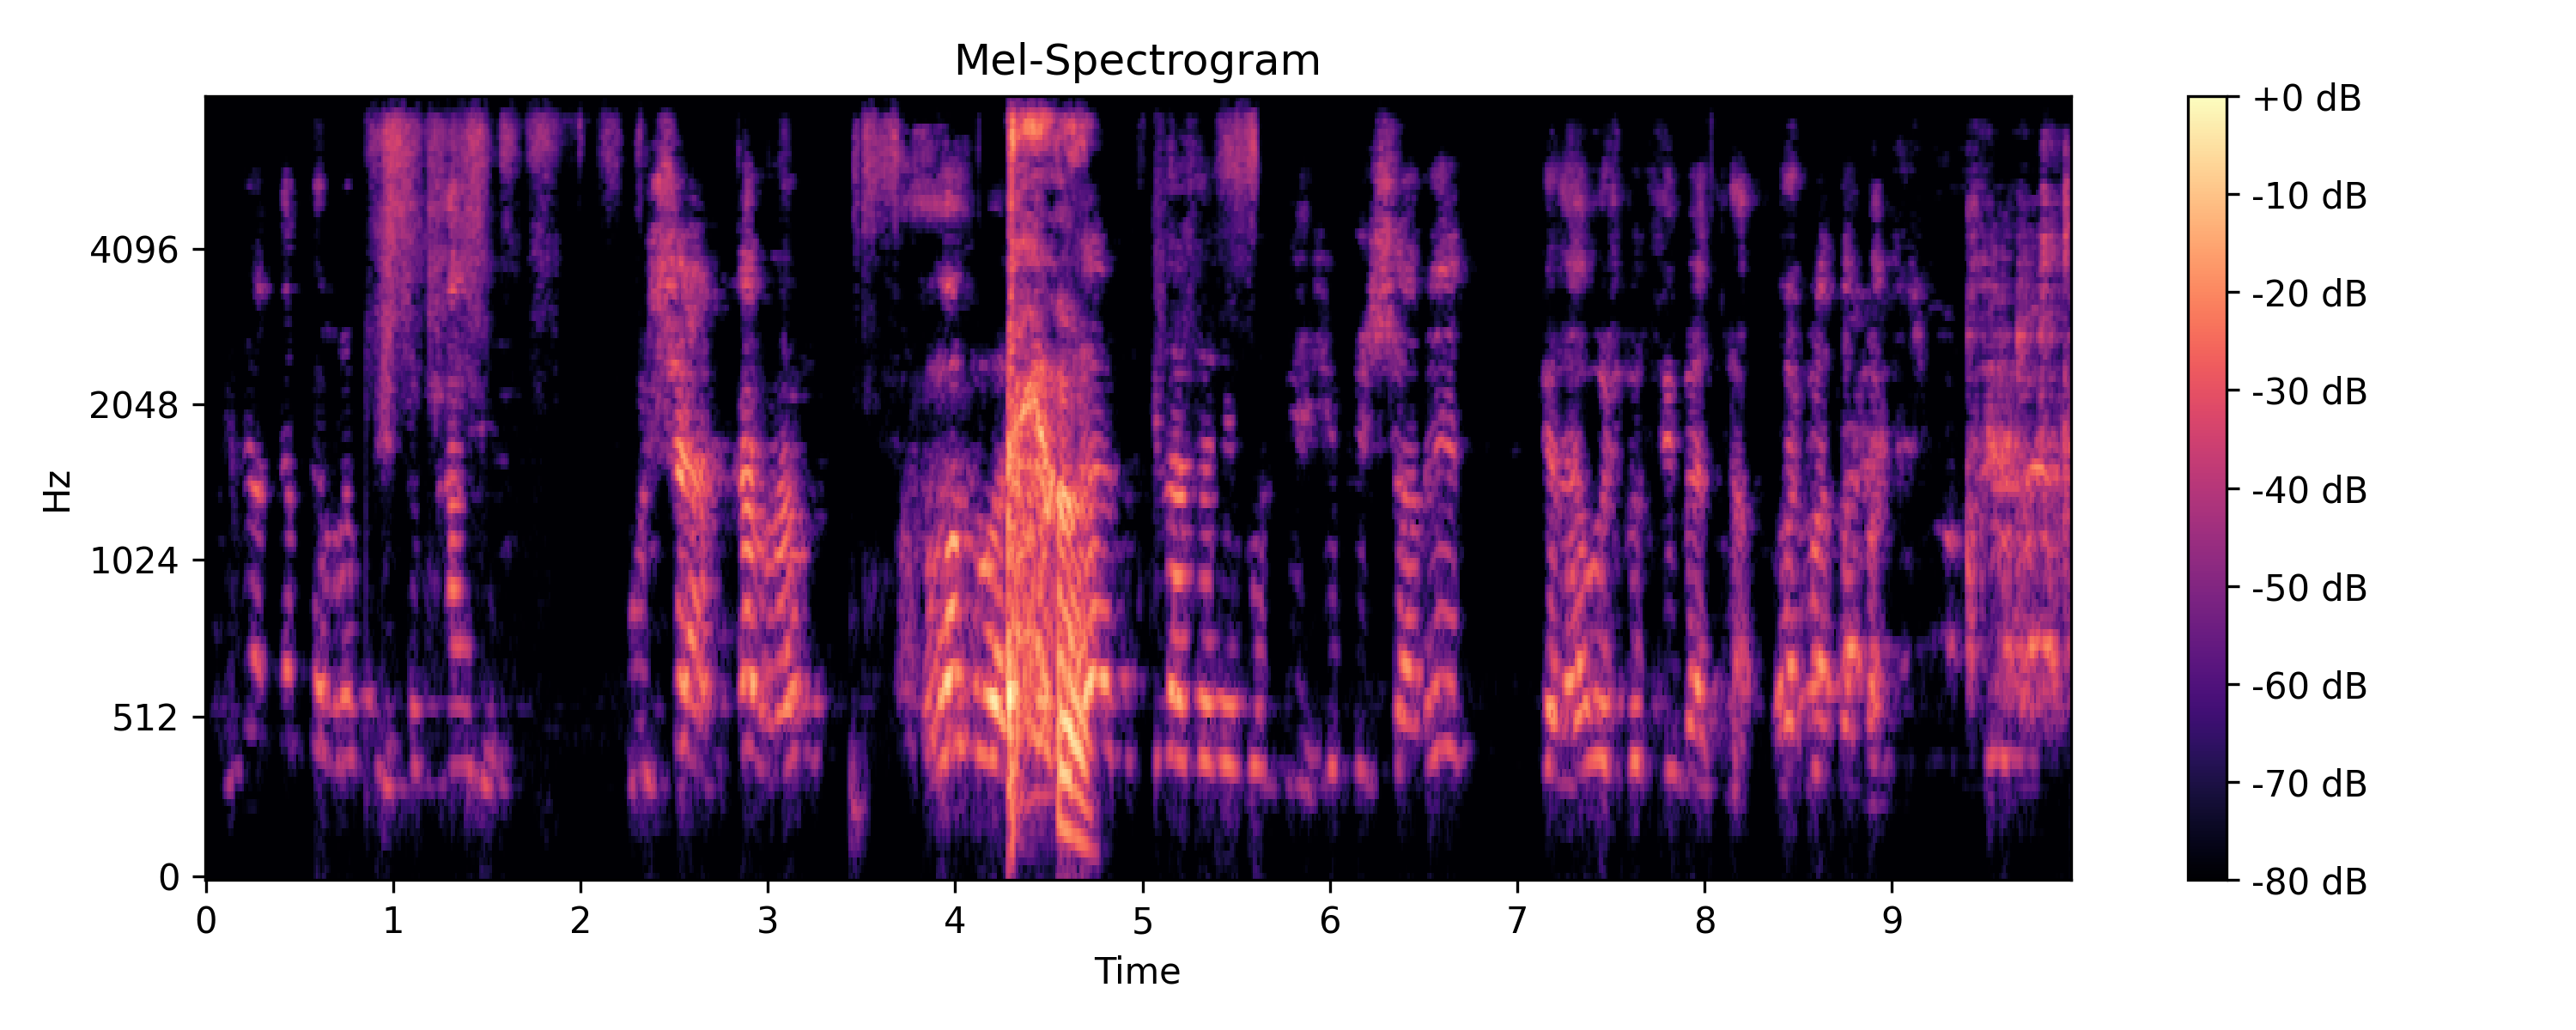 Mel-Spectrogram
Hz
4096
2048
1024
512
0
0 1 2 3 4 5 6 7 8 9
Time
+0 dB
-10 dB
-20 dB
-30 dB
-40 dB
-50 dB
-60 dB
-70 dB
-80 dB